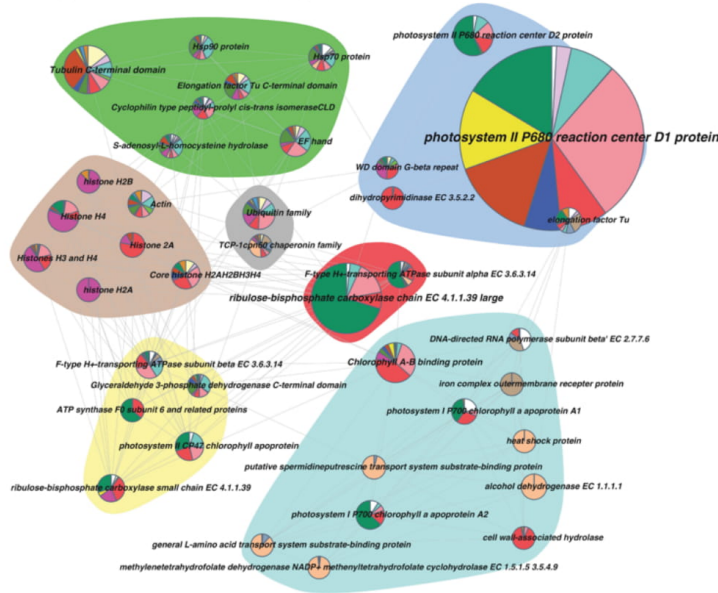 photosystem II P680 reaction center D2 protein
Hsp90 protein
Hsp70 protein
Tubulin C-terminal domain
Elongation factor Tu C-terminal domain
Cyclophilin type peptidyl-prolyl cis-trans isomeraseCLD
photosystem II P680 reaction center D1 protein
S-adenosyl-L-homocysteine hydrolase
EF hand
WD domain G-beta repeat
histone H2B
dihydropyrimidinase EC 3.5.2.2
Actin
Histone H4
Ubiquitin family
elongation factor Tu
Histone 2A
TCP-1cpn60 chaperonin family
Histones H3 and H4
Core histone H2AH2BH3H4
F-type H+-transporting ATPase subunit alpha EC 3.6.3.14
histone H2A
ribulose-bisphosphate carboxylase chain EC 4.1.1.39 large
DNA-directed RNA polymerase subunit beta' EC 2.7.7.6
F-type H+-transporting ATPase subunit beta EC 3.6.3.14
Chlorophyll A-B binding protein
Glyceraldehyde 3-phosphate dehydrogenase C-terminal domain
iron complex outermembrane recepter protein
ATP synthase F0 subunit 6 and related proteins
photosystem I P700 chlorophyll a apoprotein A1
heat shock protein
photosystem II CP47 chlorophyll apoprotein
putative spermidineputrescine transport system substrate-binding protein
ribulose-bisphosphate carboxylase small chain EC 4.1.1.39
alcohol dehydrogenase EC 1.1.1.1
photosystem I P700 chlorophyll a apoprotein A2
cell wall-associated hydrolase
general L-amino acid transport system substrate-binding protein
methylenetetrahydrofolate dehydrogenase NADP+ methenyltetrahydrofolate cyclohydrolase EC 1.5.1.5 3.5.4.9